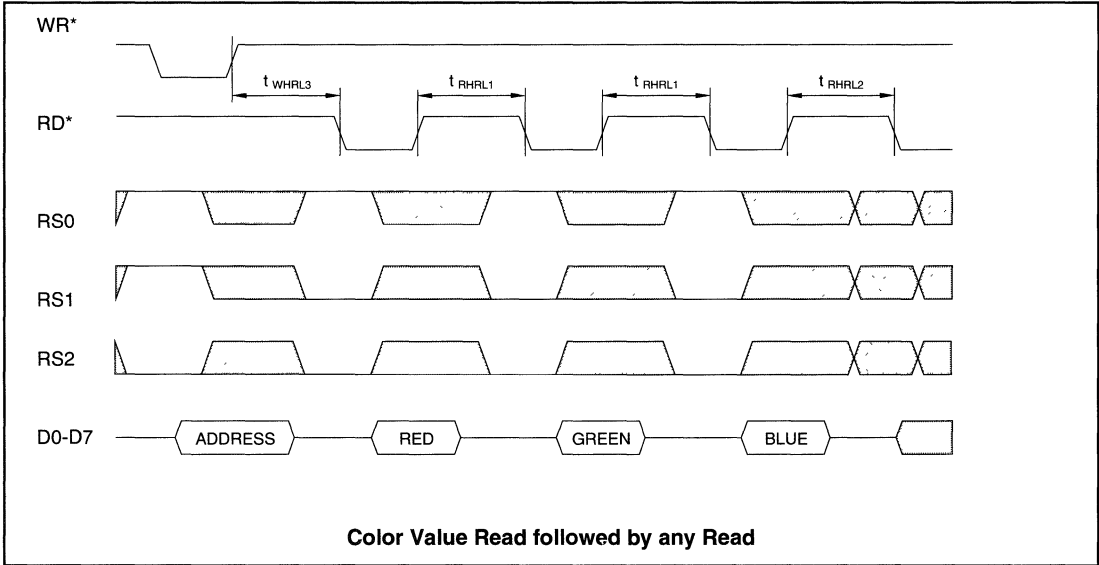 WR*
t WHRL3 t RHRL1 t RHRL1 t RHRL2
RD*
RS0
RS1
RS2
D0-D7 ADDRESS RED GREEN BLUE
Color Value Read followed by any Read